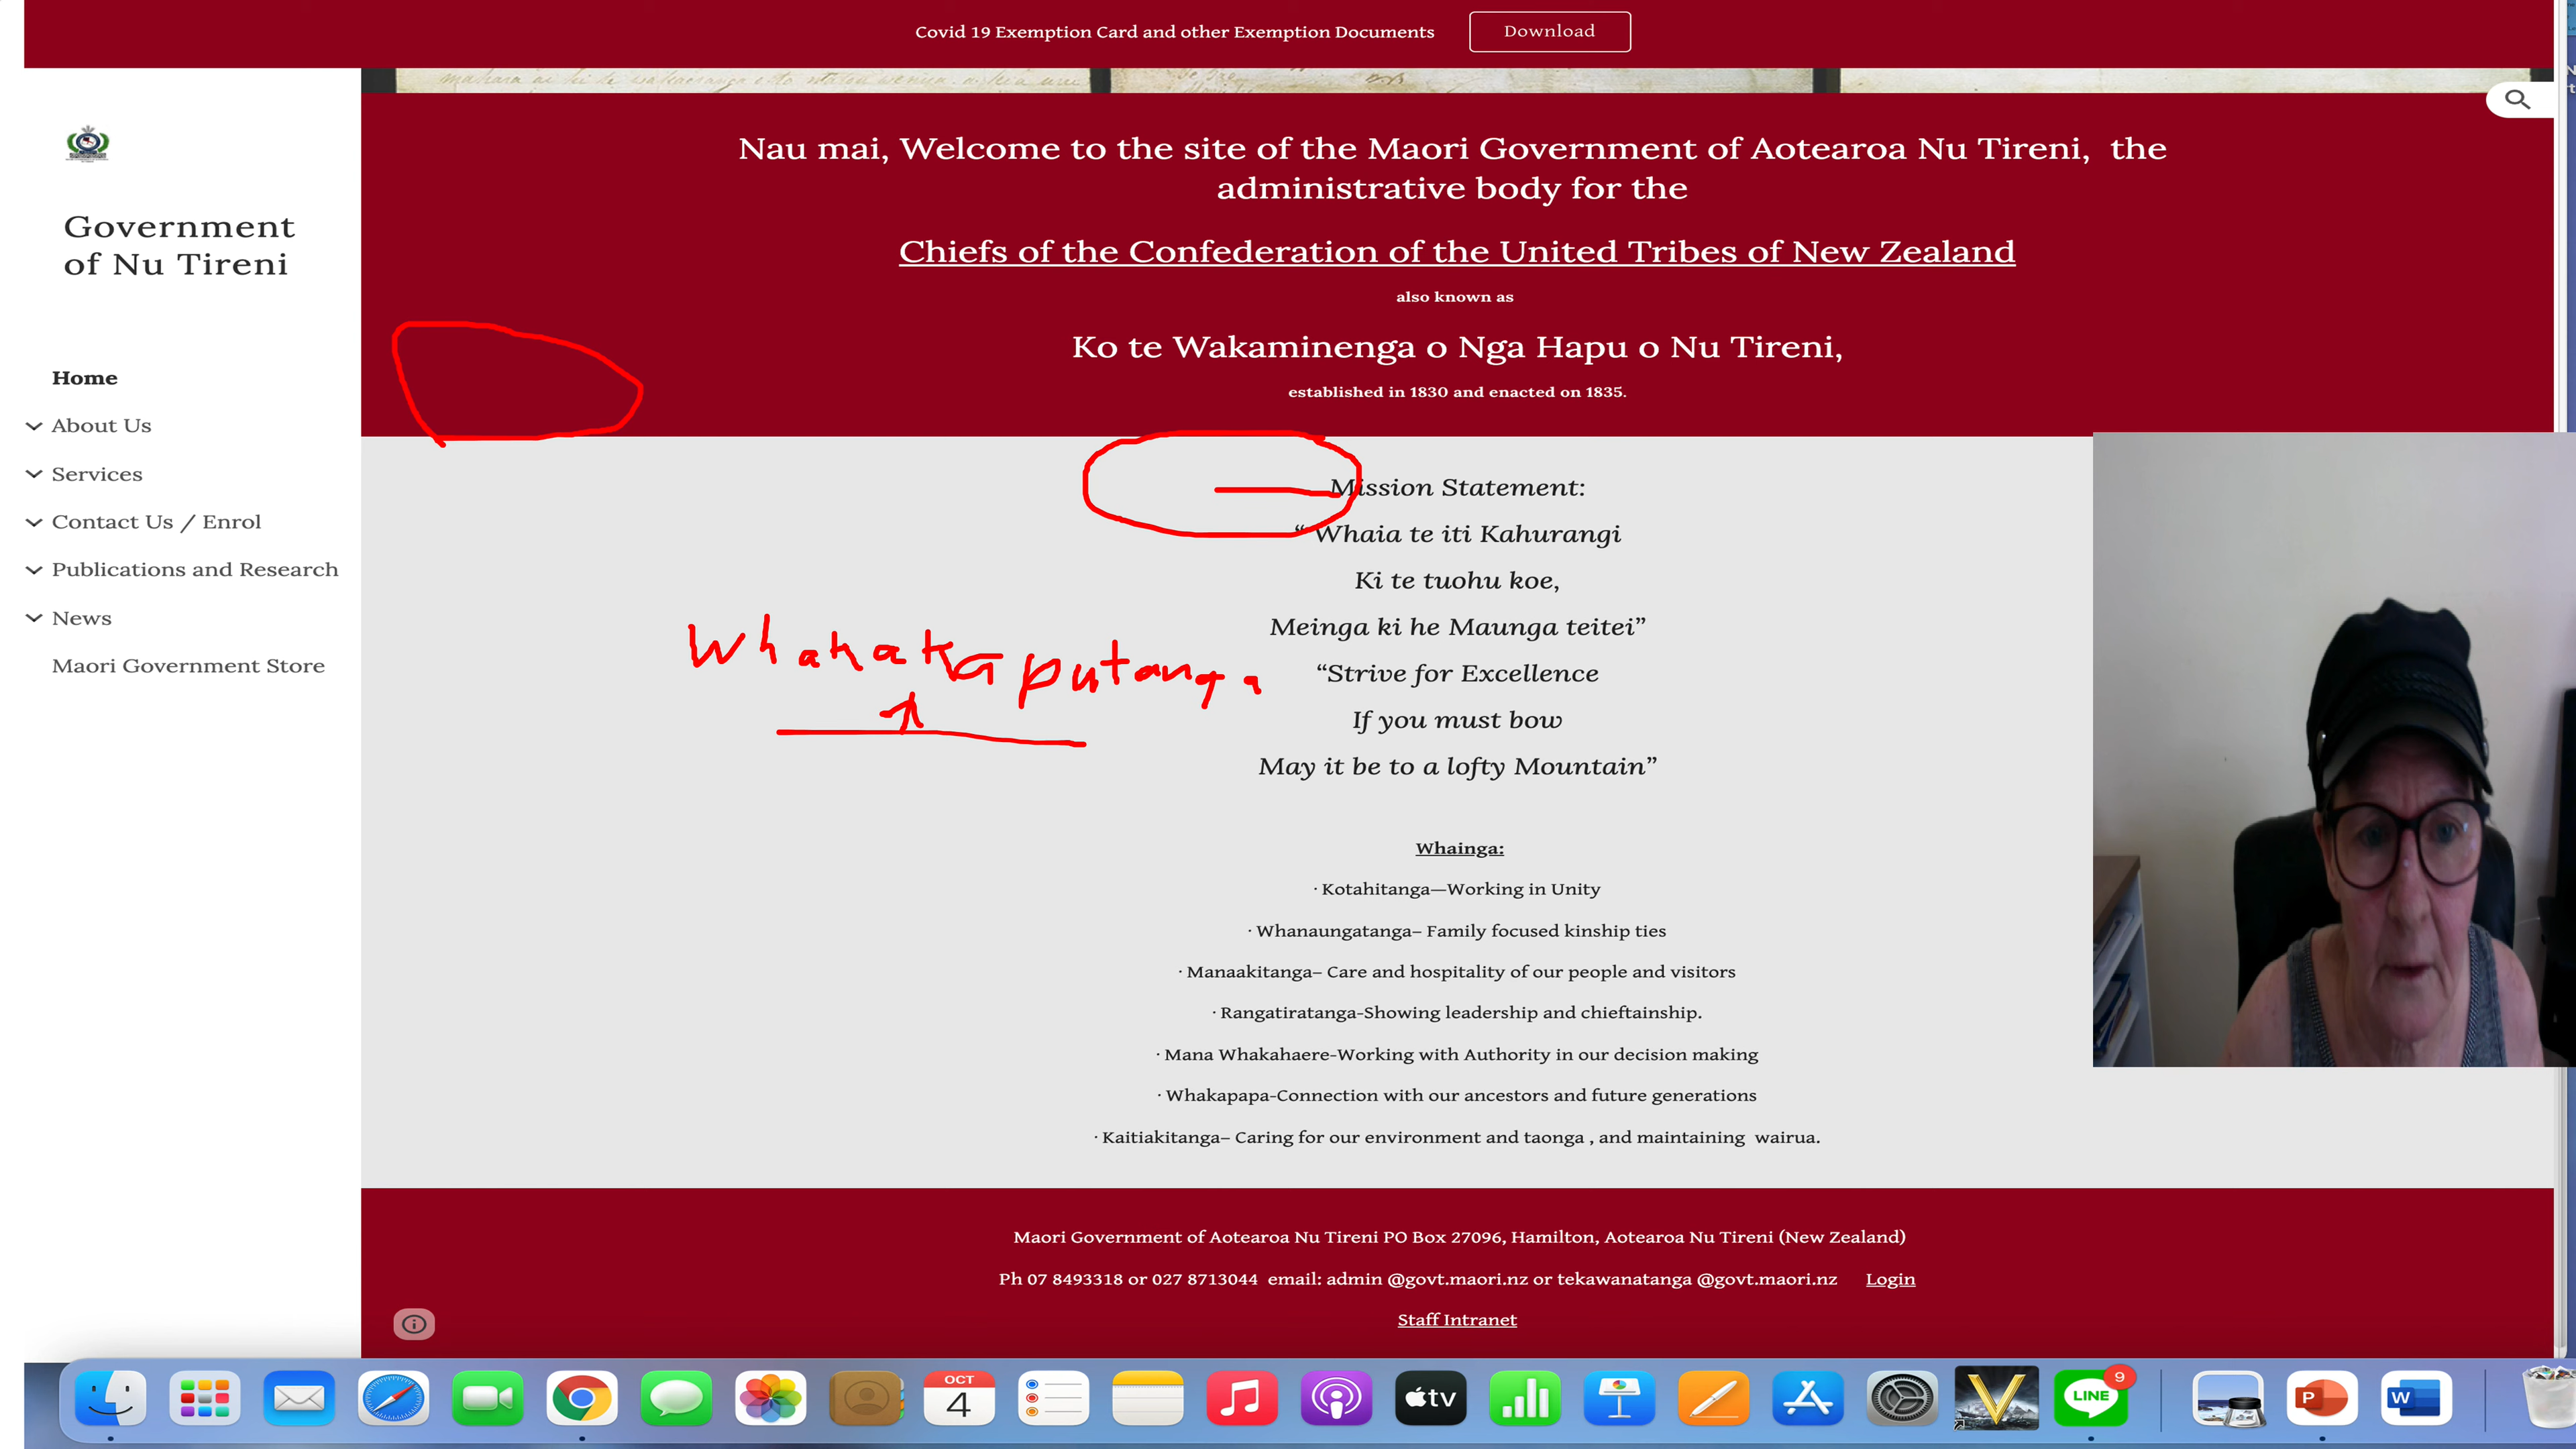 Covid 19 Exemption Card and other Exemption Documents
Download
Government
of Nu Tireni
Home
About Us
Services
Contact Us / Enrol
Publications and Research
News
Maori Government Store
Nau mai, Welcome to the site of the Maori Government of Aotearoa Nu Tireni, the
administrative body for the
Chiefs of the Confederation of the United Tribes of New Zealand
also known as
Ko te Wakaminenga o Nga Hapu o Nu Tireni,
established in 1830 and enacted on 1835.
Mission Statement:
“Whaia te iti Kahurangi
Ki te tuohu koe,
Meinga ki he Maunga teitei”
“Strive for Excellence
If you must bow
May it be to a lofty Mountain”
Whainga:
· Kotahitanga—Working in Unity
· Whanaungatanga– Family focused kinship ties
· Manaakitanga– Care and hospitality of our people and visitors
· Rangatiratanga-Showing leadership and chieftainship.
· Mana Whakahaere-Working with Authority in our decision making
· Whakapapa-Connection with our ancestors and future generations
· Kaitiakitanga– Caring for our environment and taonga , and maintaining wairua.
Maori Government of Aotearoa Nu Tireni PO Box 27096, Hamilton, Aotearoa Nu Tireni (New Zealand)
Ph 07 8493318 or 027 8713044 email: admin @govt.maori.nz or tekawanatanga @govt.maori.nz Login
Staff Intranet
OCT
4
tv
LINE
9
P
W